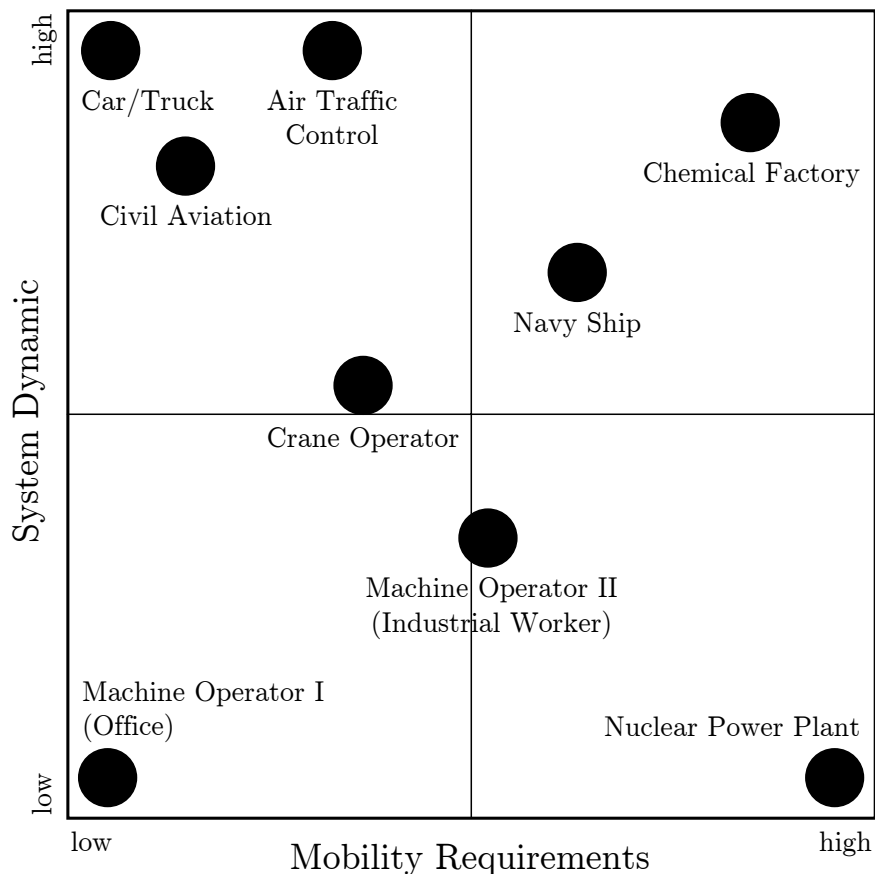 high
Car/Truck
Air Traffic
Control
Chemical Factory
Civil Aviation
Navy Ship
System Dynamic
Crane Operator
Machine Operator II
(Industrial Worker)
Machine Operator I
(Office)
Nuclear Power Plant
low
low
high
Mobility Requirements